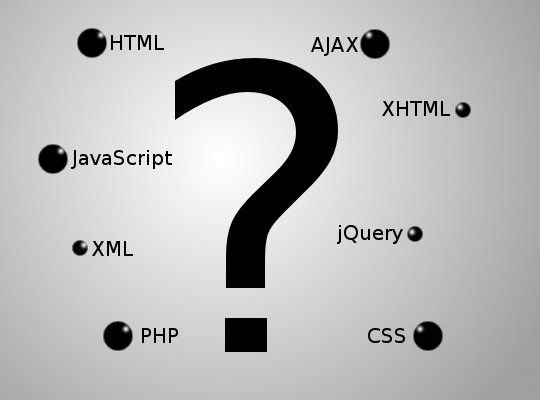 HTML
AJAX
XHTML
JavaScript
?
jQuery
XML
PHP
CSS